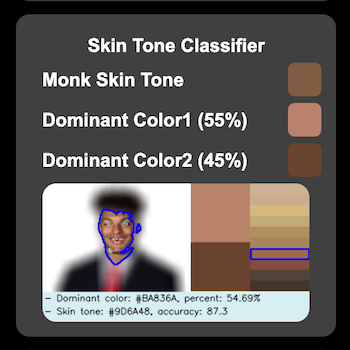 Skin Tone Classifier
Monk Skin Tone
Dominant Color1 (55%)
Dominant Color2 (45%)
- Dominant color: #BA836A, percent: 54.69%
- Skin tone: #9D6A48, accuracy: 87.3